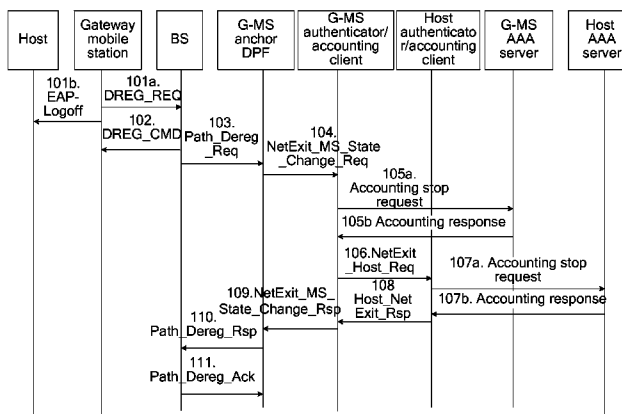 Host
Gateway
mobile
station
BS
G-MS
anchor
DPF
G-MS
authenticator/
accounting
client
Host
authenticato
r/accounting
client
G-MS
AAA
server
Host
AAA
server
101b.
EAP-
Logoff
101a.
DREG_REQ
102.
DREG_CMD
103.
Path_Dereg
_Req
104.
NetExit_MS_State
_Change_Req
105a.
Accounting stop
request
105b Accounting response
106.NetExit
_Host_Req
107a. Accounting stop
request
107b. Accounting response
108
Host_Net
Exit_Rsp
109.NetExit_MS_
State_Change_Rsp
110.
Path_Dereg_Rsp
111.
Path_Dereg_Ack